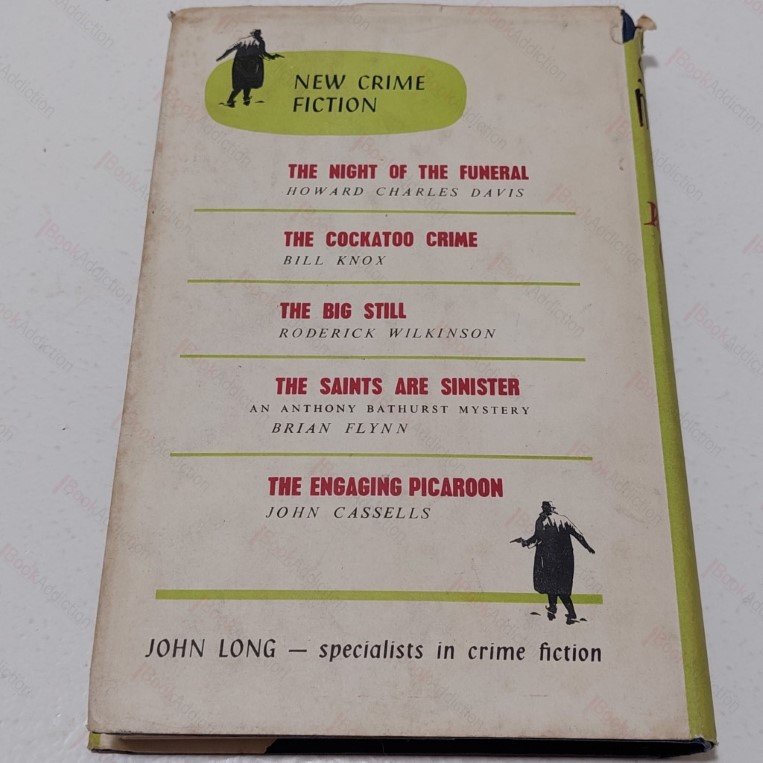 NEW CRIME
FICTION
THE NIGHT OF THE FUNERAL
HOWARD CHARLES DAVIS
THE COCKATOO CRIME
BILL KNOX
THE BIG STILL
RODERICK WILKINSON
THE SAINTS ARE SINISTER
AN ANTHONY BATHURST MYSTERY
BRIAN FLYNN
THE ENGAGING PICAROON
JOHN CASSELLS
JOHN LONG — specialists in crime fiction
BookAddiction